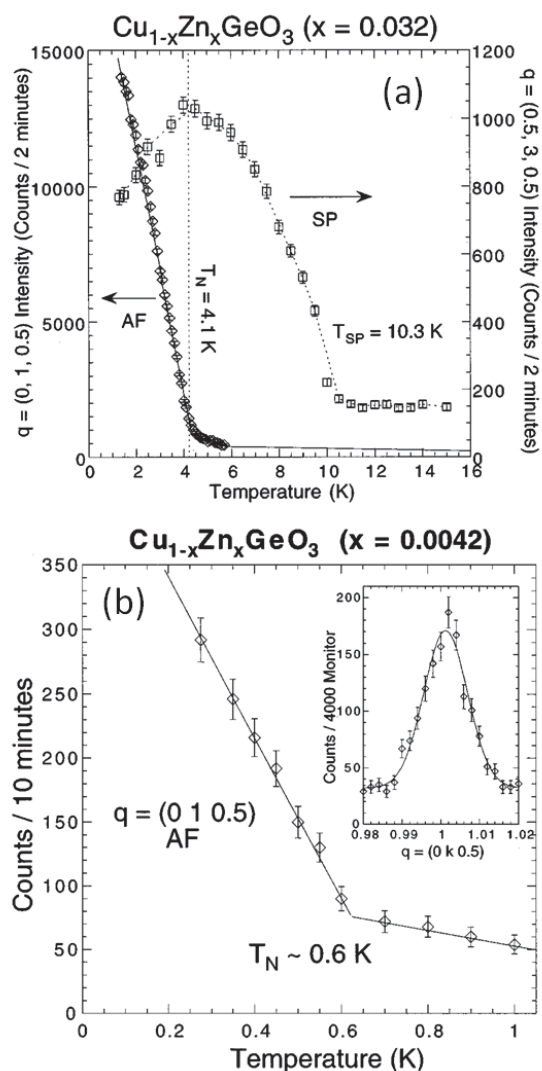 Cu1-xZnxGeO3 (x = 0.032)
(a)
q = (0, 1, 0.5) Intensity (Counts / 2 minutes)
15000
10000
5000
0
1200
1000
800
600
400
200
0
q = (0.5, 3, 0.5) Intensity (Counts / 2 minutes)
SP
AF
TN = 4.1 K
TSP = 10.3 K
0 2 4 6 8 10 12 14 16
Temperature (K)
Cu1-xZnxGeO3 (x = 0.0042)
(b)
Counts / 10 minutes
350
300
250
200
150
100
50
0
q = (0 1 0.5)
AF
TN ~ 0.6 K
Counts / 4000 Monitor
200
150
100
50
0
0.98 0.99 1 1.01 1.02
q = (0 k 0.5)
0 0.2 0.4 0.6 0.8 1
Temperature (K)